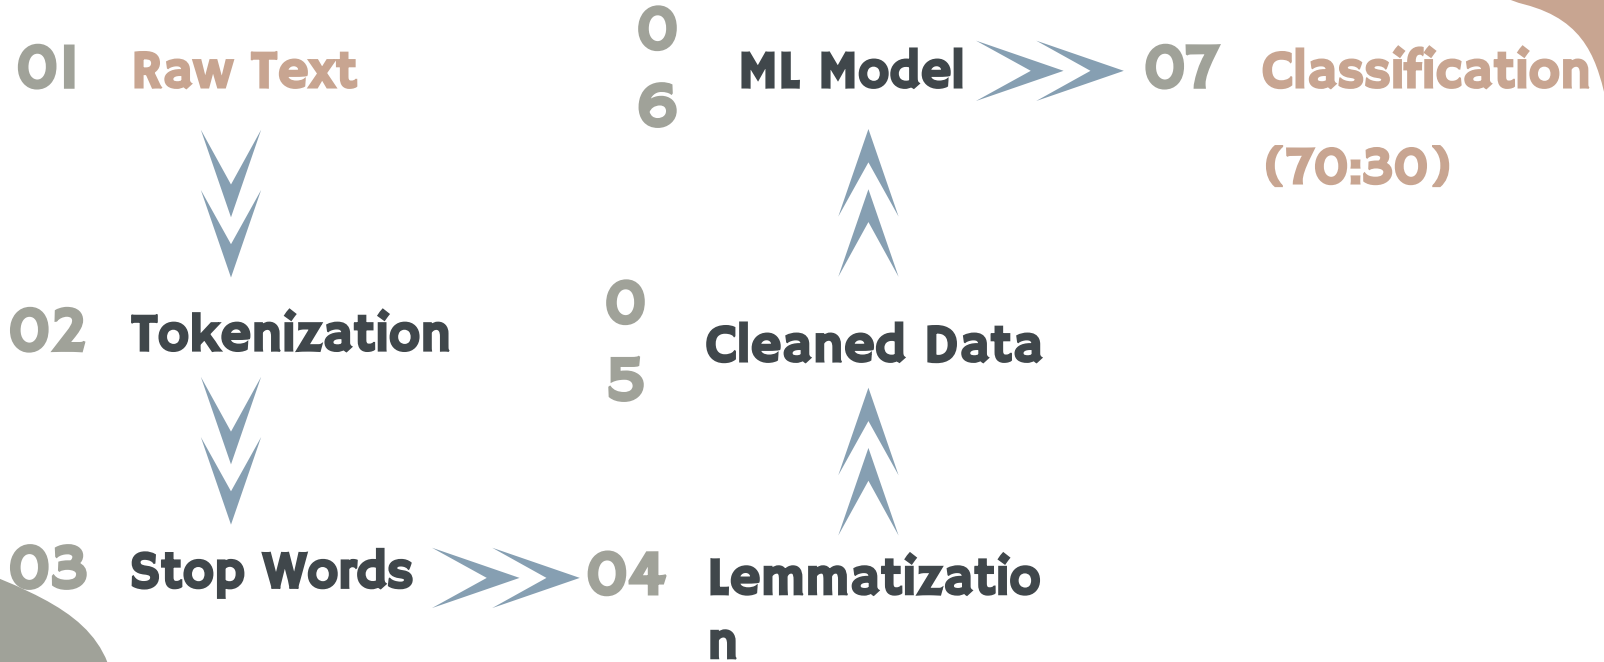 01 Raw Text
02 Tokenization
03 Stop Words
04 Lemmatizatio
n
0
5
Cleaned Data
0
6
ML Model
07 Classification
(70:30)